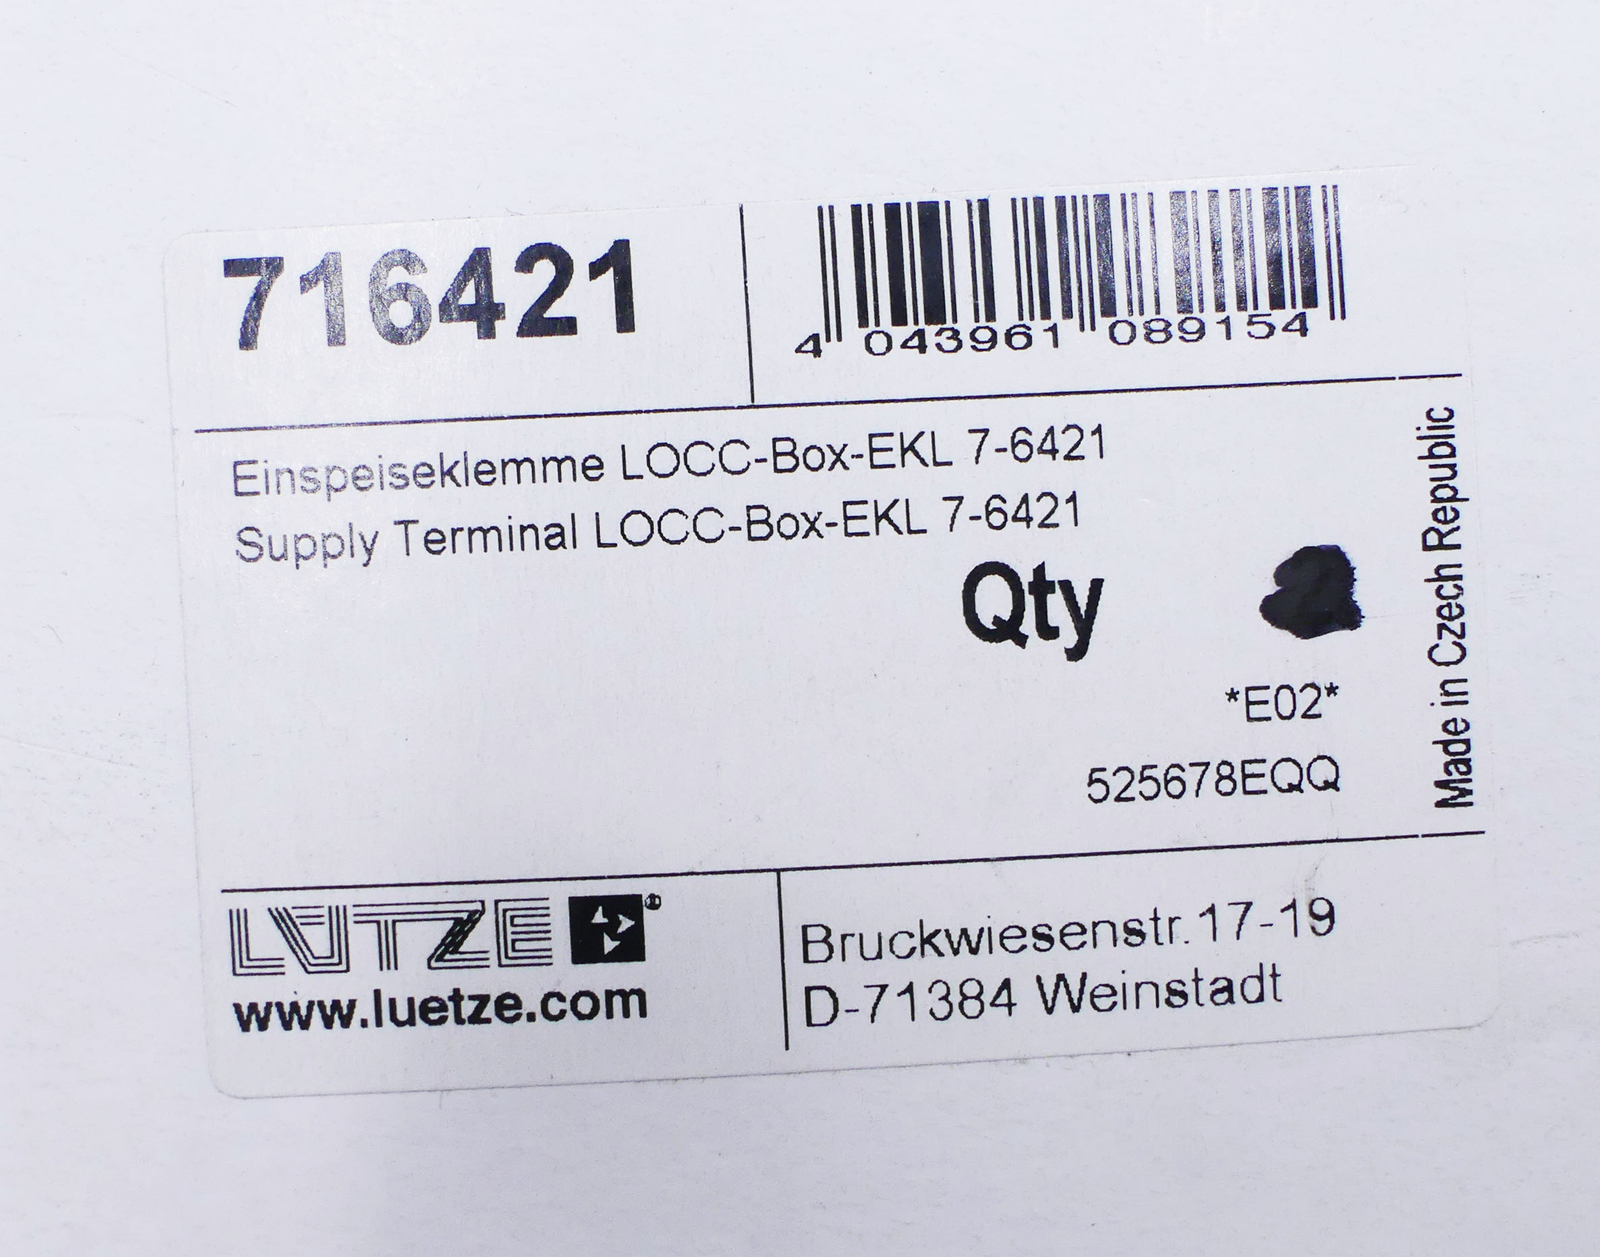 716421
4 043961 089154
Einspeiseklemme LOCC-Box-EKL 7-6421
Supply Terminal LOCC-Box-EKL 7-6421
Qty
*E02*
525678EQQ
Made in Czech Republic
LÜTZE ®
www.luetze.com
Bruckwiesenstr. 17-19
D-71384 Weinstadt